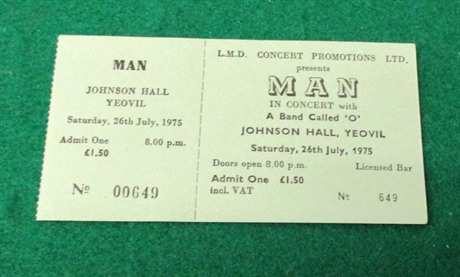 MAN
JOHNSON HALL
YEOVIL
Saturday, 26th July, 1975
Admit One 8.00 p.m.
£1.50
No 00649
L.M.D. CONCERT PROMOTIONS LTD.
presents
MAN
IN CONCERT with
A Band Called 'O'
JOHNSON HALL, YEOVIL
Saturday, 26th July, 1975
Doors open 8.00 p.m. Licensed Bar
Admit One £1.50
incl. VAT No 649